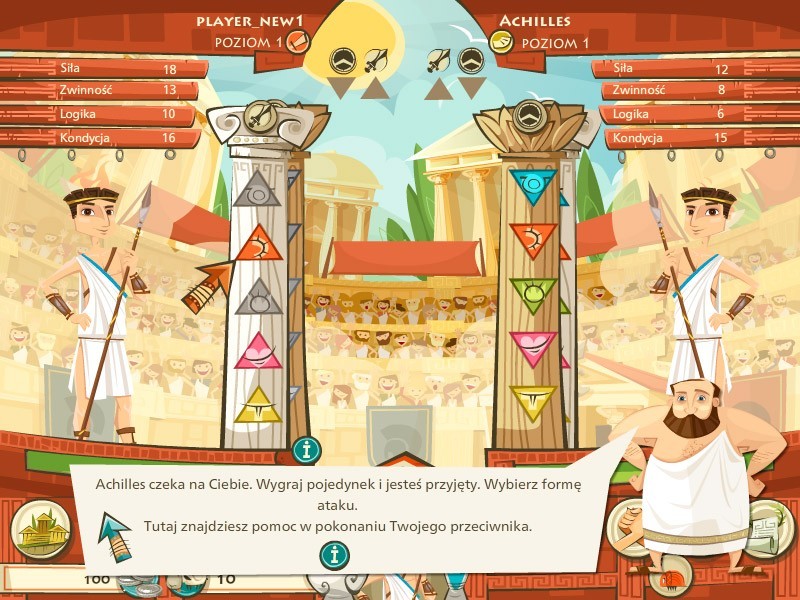 PLAYER_NEW1
POZIOM 1
ACHILLES
POZIOM 1
Siła 18
Zwinność 13
Logika 10
Kondycja 16
Siła 12
Zwinność 8
Logika 6
Kondycja 15
Achilles czeka na Ciebie. Wygraj pojedynek i jesteś przyjęty. Wybierz formę
ataku.
Tutaj znajdziesz pomoc w pokonaniu Twojego przeciwnika.
100
10